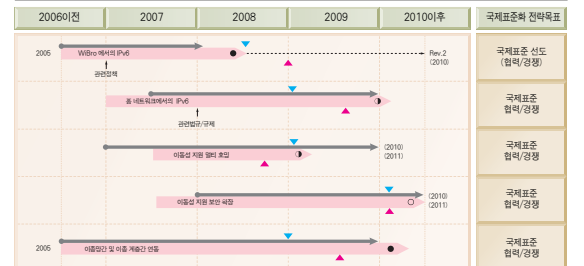 2006이전 2007 2008 2009 2010이후 국제표준화 전략목표
2005 WiBro 에서의 IPv6 Rev.2
(2010)
관련정책
국제표준 선도
(협력/경쟁)
홈 네트워크에서의 IPv6
관련법규/규제
국제표준
협력/경쟁
이동성 지원 멀티 호밍 (2010)
(2011)
국제표준
협력/경쟁
이동성 지원 보안 확장 (2010)
(2011)
국제표준
협력/경쟁
2005 이종망간 및 이종 계층간 연동
국제표준
협력/경쟁